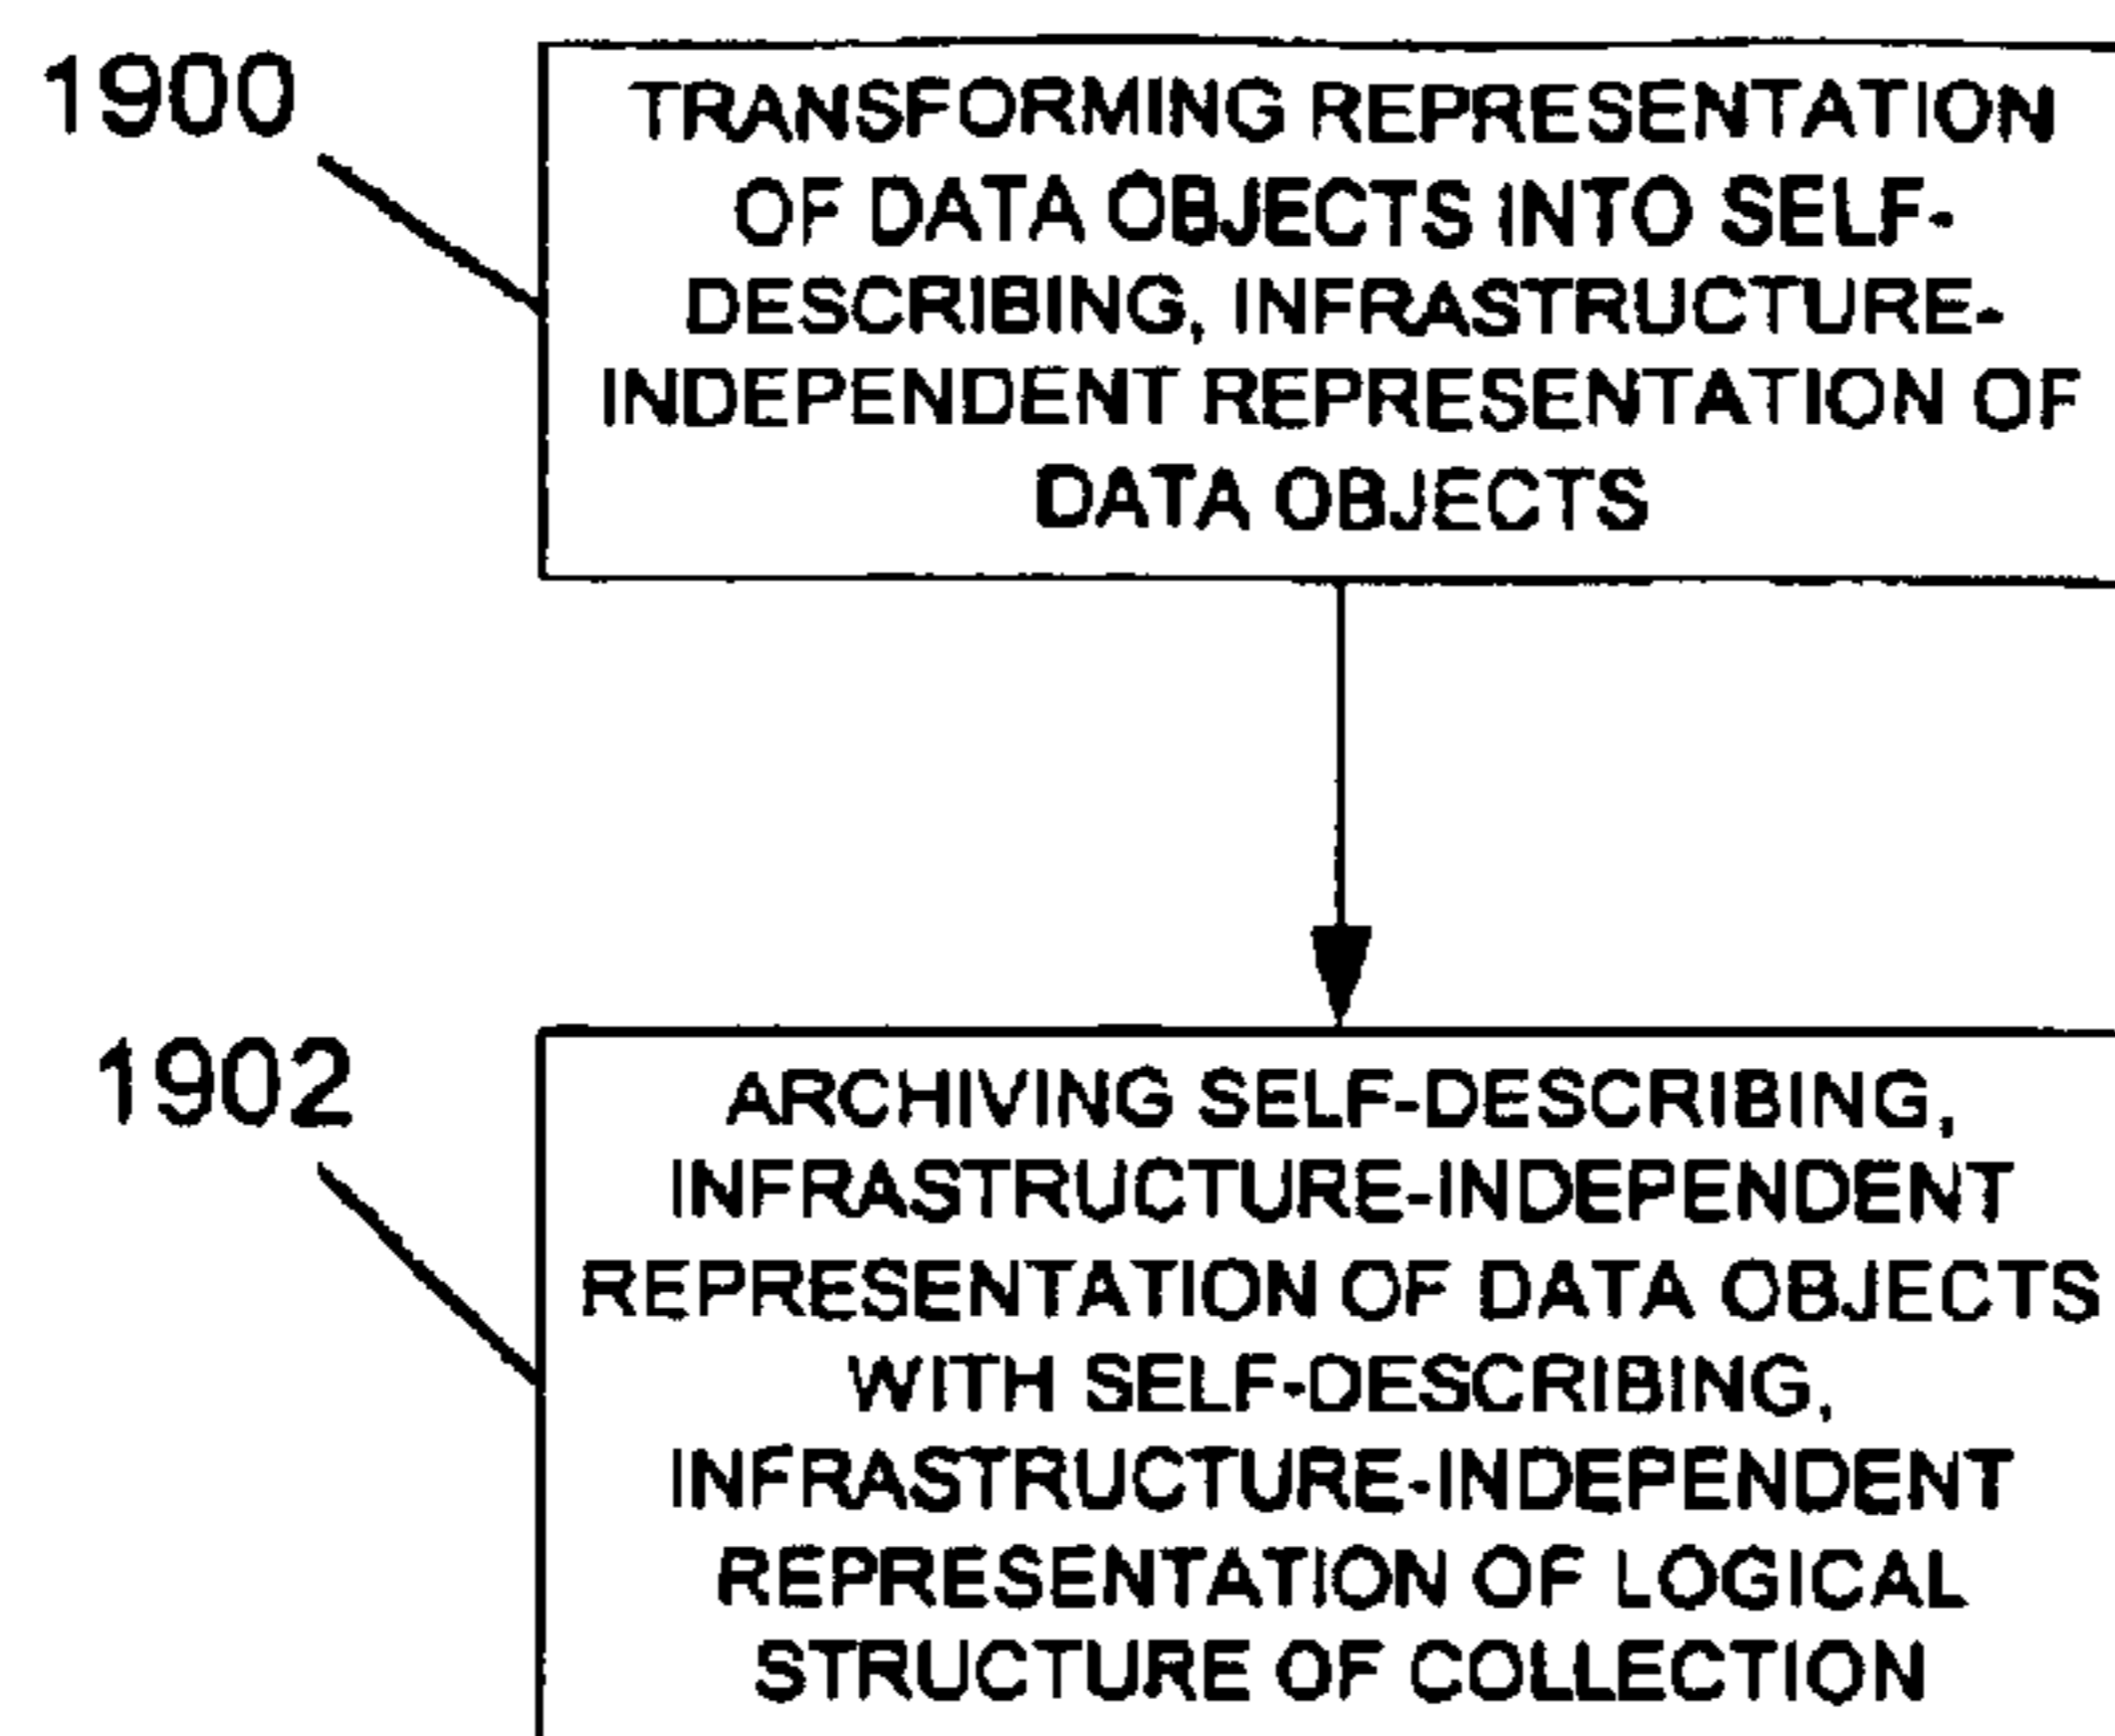 1900
TRANSFORMING REPRESENTATION
OF DATA OBJECTS INTO SELF-
DESCRIBING, INFRASTRUCTURE-
INDEPENDENT REPRESENTATION OF
DATA OBJECTS
1902
ARCHIVING SELF-DESCRIBING,
INFRASTRUCTURE-INDEPENDENT
REPRESENTATION OF DATA OBJECTS
WITH SELF-DESCRIBING,
INFRASTRUCTURE-INDEPENDENT
REPRESENTATION OF LOGICAL
STRUCTURE OF COLLECTION